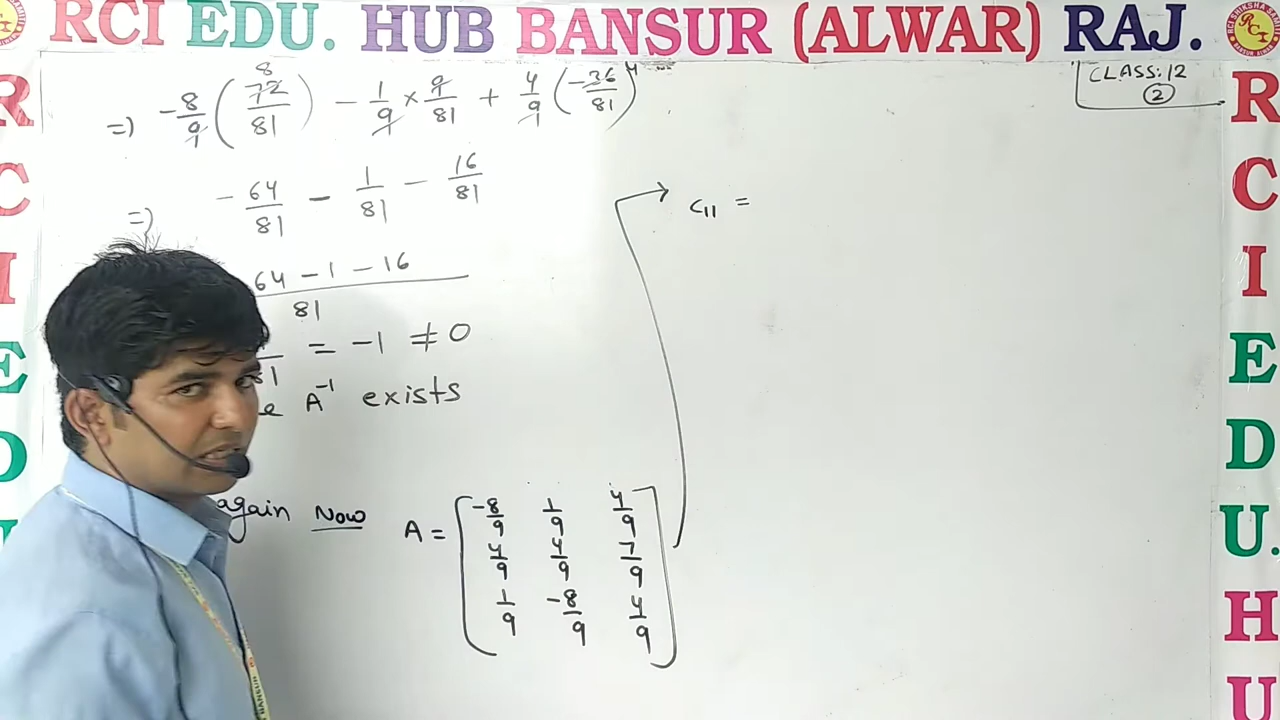 RCI EDU. HUB BANSUR (ALWAR) RAJ.
CLASS: 12
2
=) -8/9 ( 8 72/81 ) - 1/9 × 9/81 + 4/9 ( -36/81 ) 4
=) -64/81 - 1/81 - 16/81
64 - 1 - 16
81
81 = -1 ≠ 0
A⁻¹ exists
again Now A = [ -8/9 1/9 4/9
4/9 4/9 7/9
1/9 -8/9 4/9 ]
C₁₁ =
R
C
I
E
D
R
C
I
E
D
U.
H
U